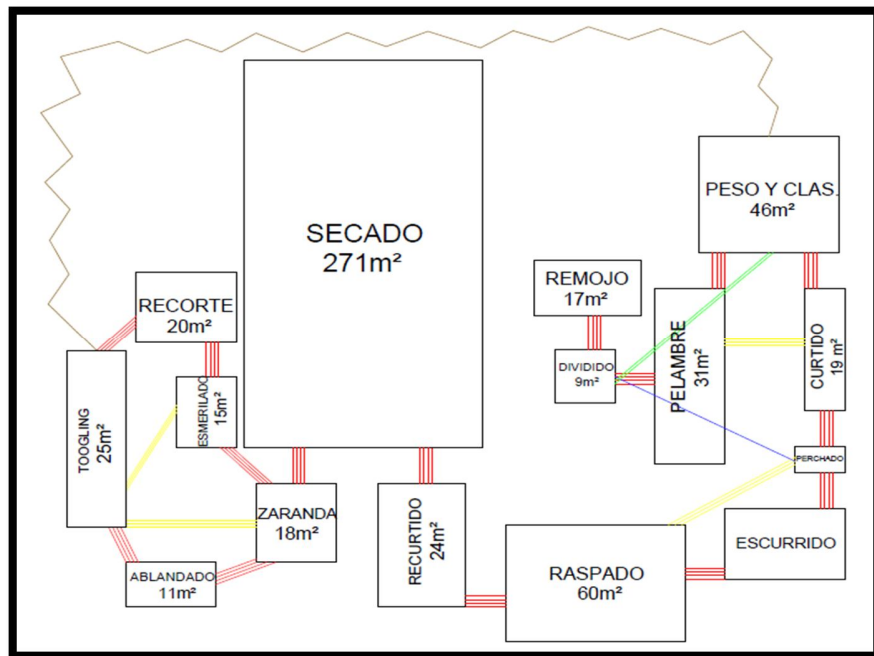 SECADO
271m²
PESO Y CLAS.
46m²
RECORTE
20m²
REMOJO
17m²
DIVIDIDO
9m²
PELAMBRE
31m²
CURTIDO
19 m²
TOOGLING
25m²
ESMERILADO
15m²
PERCHADO
ZARANDA
18m²
RECURTIDO
24m²
ESCURRIDO
ABLANDADO
11m²
RASPADO
60m²